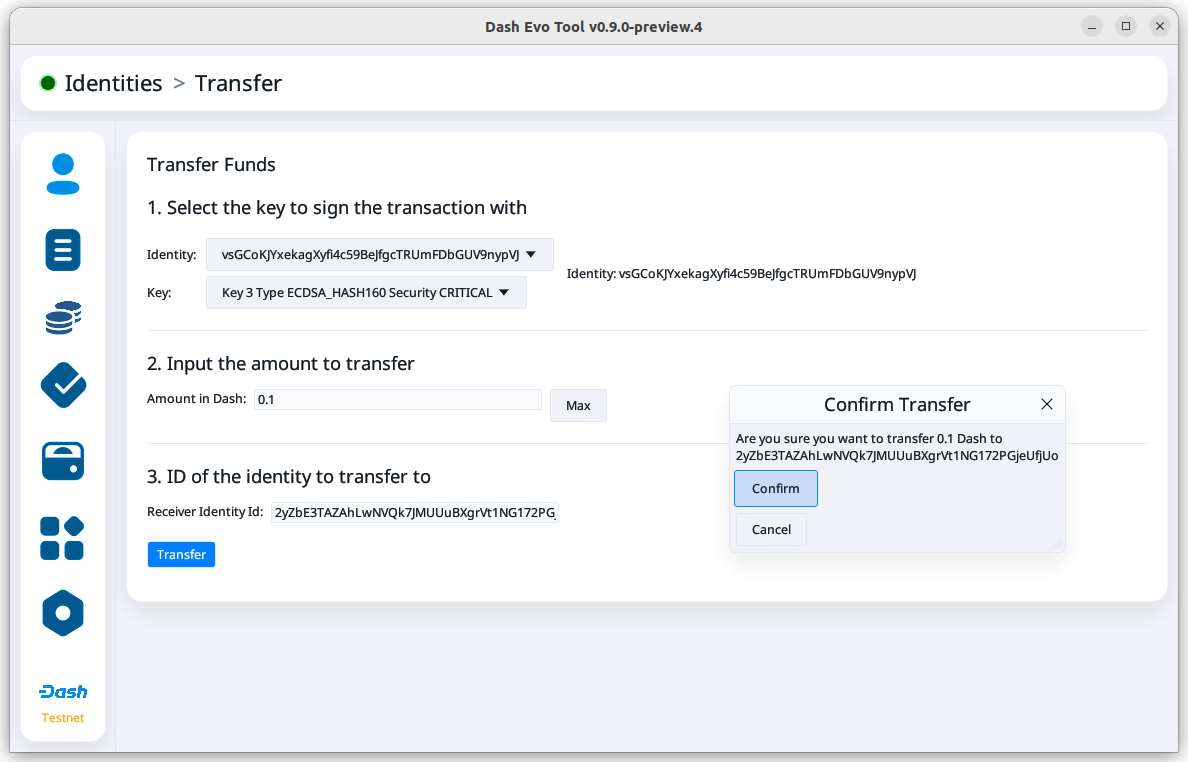 Dash Evo Tool v0.9.0-preview.4
Identities > Transfer
Transfer Funds
1. Select the key to sign the transaction with
Identity: vsGCoKJYxekagXyfi4c59BeJfgcTRUmFDbGUV9nypVJ
Identity: vsGCoKJYxekagXyfi4c59BeJfgcTRUmFDbGUV9nypVJ
Key: Key 3 Type ECDSA_HASH160 Security CRITICAL
2. Input the amount to transfer
Amount in Dash: 0.1 Max
3. ID of the identity to transfer to
Receiver Identity Id: 2yZbE3TAZAhLwNVQk7JMUUuBXgrVt1NG172PG
Transfer
Confirm Transfer
Are you sure you want to transfer 0.1 Dash to
2yZbE3TAZAhLwNVQk7JMUUuBXgrVt1NG172PGjeUfjUo
Confirm
Cancel
Dash
Testnet